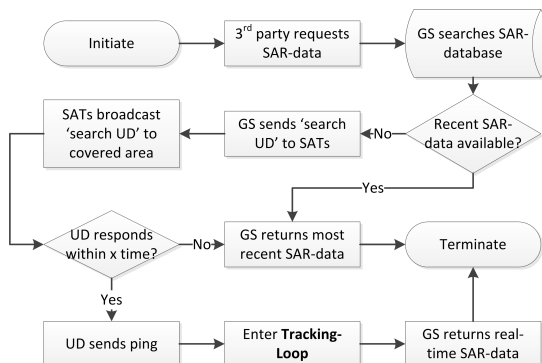 Initiate
3rd party requests
SAR-data
GS searches SAR-
database
SATs broadcast
‘search UD’ to
covered area
GS sends ‘search
UD’ to SATs
No
Recent SAR-
data available?
Yes
UD responds
within x time?
No
GS returns most
recent SAR-data
Terminate
Yes
UD sends ping
Enter Tracking-
Loop
GS returns real-
time SAR-data